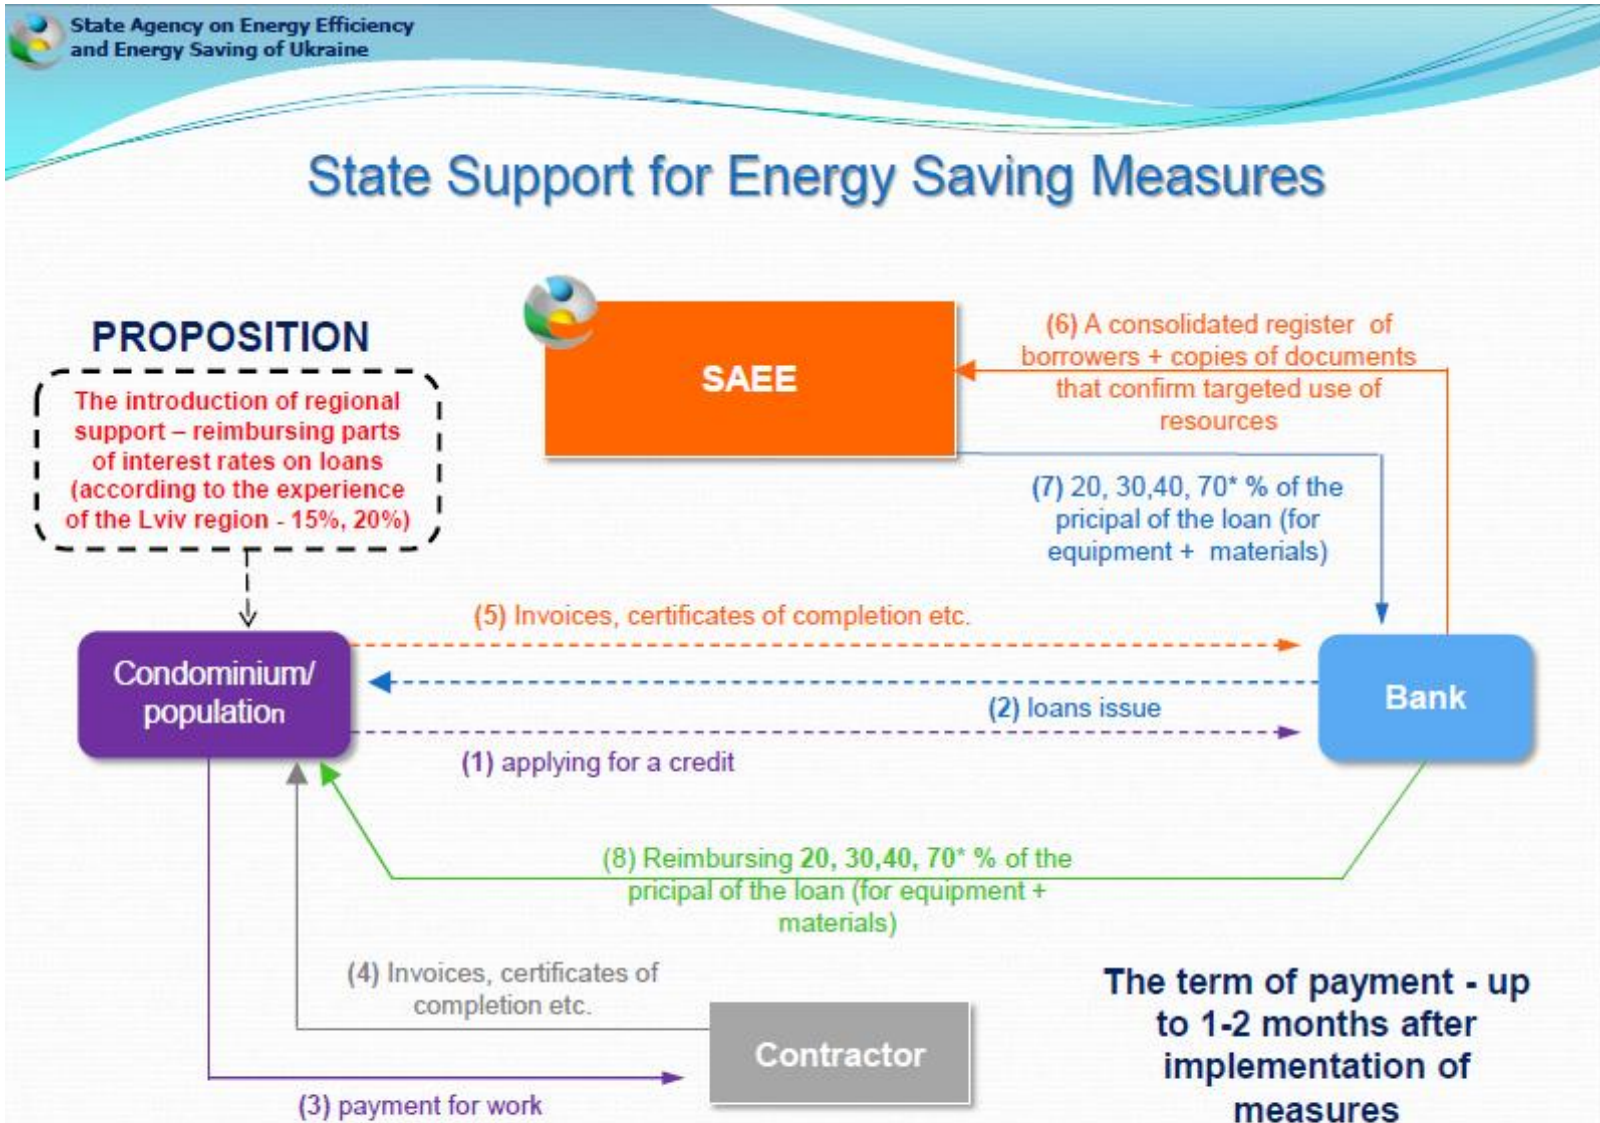 State Agency on Energy Efficiency
and Energy Saving of Ukraine
State Support for Energy Saving Measures
PROPOSITION
The introduction of regional
support – reimbursing parts
of interest rates on loans
(according to the experience
of the Lviv region - 15%, 20%)
SAEE
(6) A consolidated register of
borrowers + copies of documents
that confirm targeted use of
resources
(7) 20, 30,40, 70* % of the
pricipal of the loan (for
equipment + materials)
(5) Invoices, certificates of completion etc.
Condominium/
population
(2) loans issue
Bank
(1) applying for a credit
(8) Reimbursing 20, 30,40, 70* % of the
pricipal of the loan (for equipment +
materials)
(4) Invoices, certificates of
completion etc.
Contractor
(3) payment for work
The term of payment - up
to 1-2 months after
implementation of
measures